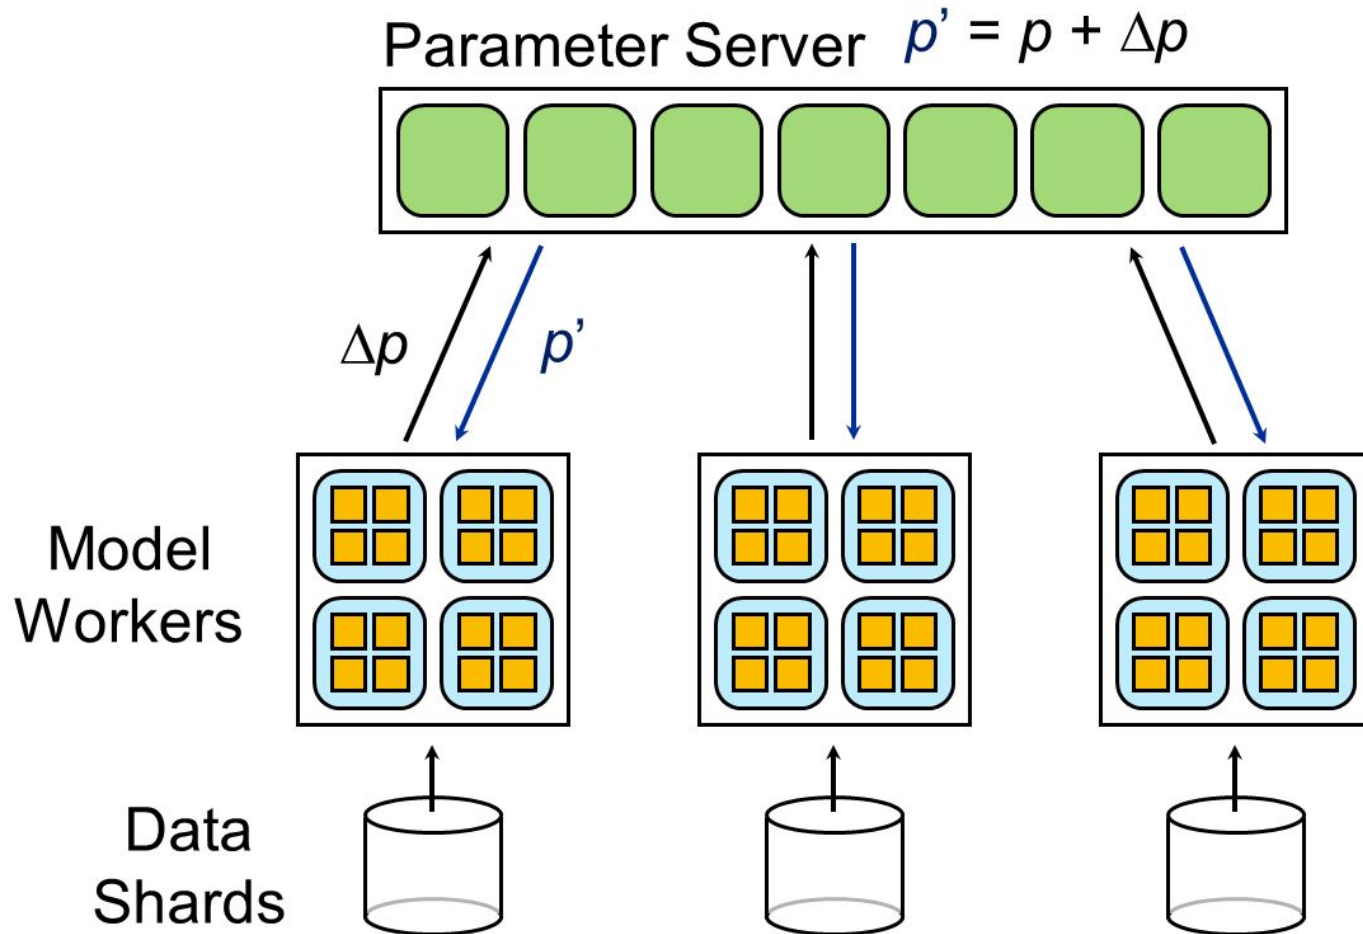 Parameter Server p’ = p + Δp
Δp
p’
Model
Workers
Data
Shards